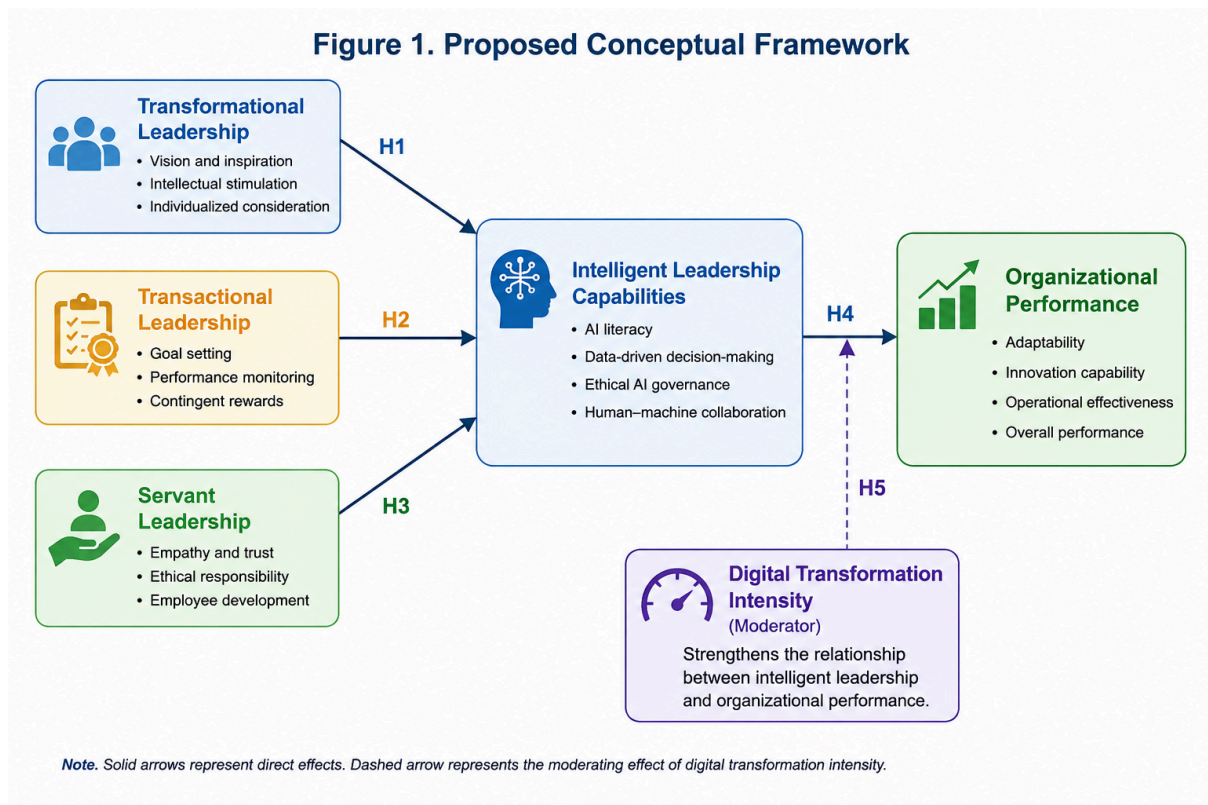 Figure 1. Proposed Conceptual Framework
Transformational
Leadership
• Vision and inspiration
• Intellectual stimulation
• Individualized consideration
H1
Transactional
Leadership
• Goal setting
• Performance monitoring
• Contingent rewards
H2
Servant
Leadership
• Empathy and trust
• Ethical responsibility
• Employee development
H3
Intelligent Leadership
Capabilities
• AI literacy
• Data-driven decision-making
• Ethical AI governance
• Human–machine collaboration
H4
Organizational
Performance
• Adaptability
• Innovation capability
• Operational effectiveness
• Overall performance
H5
Digital Transformation
Intensity
(Moderator)
Strengthens the relationship
between intelligent leadership
and organizational performance.
Note. Solid arrows represent direct effects. Dashed arrow represents the moderating effect of digital transformation intensity.